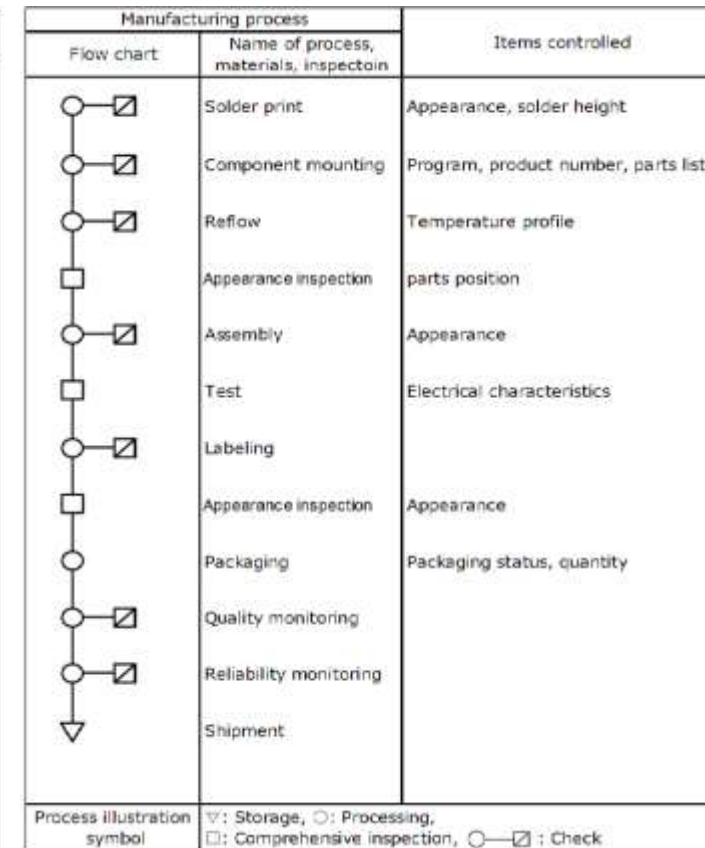 Manufacturing process
Flow chart
Name of process,
materials, inspectoin
Items controlled
Solder print
Appearance, solder height
Component mounting
Program, product number, parts list
Reflow
Temperature profile
Appearance inspection
parts position
Assembly
Appearance
Test
Electrical characteristics
Labeling
Appearance inspection
Appearance
Packaging
Packaging status, quantity
Quality monitoring
Reliability monitoring
Shipment
Process illustration
symbol
▽: Storage, ○: Processing,
□: Comprehensive inspection, ○—⍁ : Check